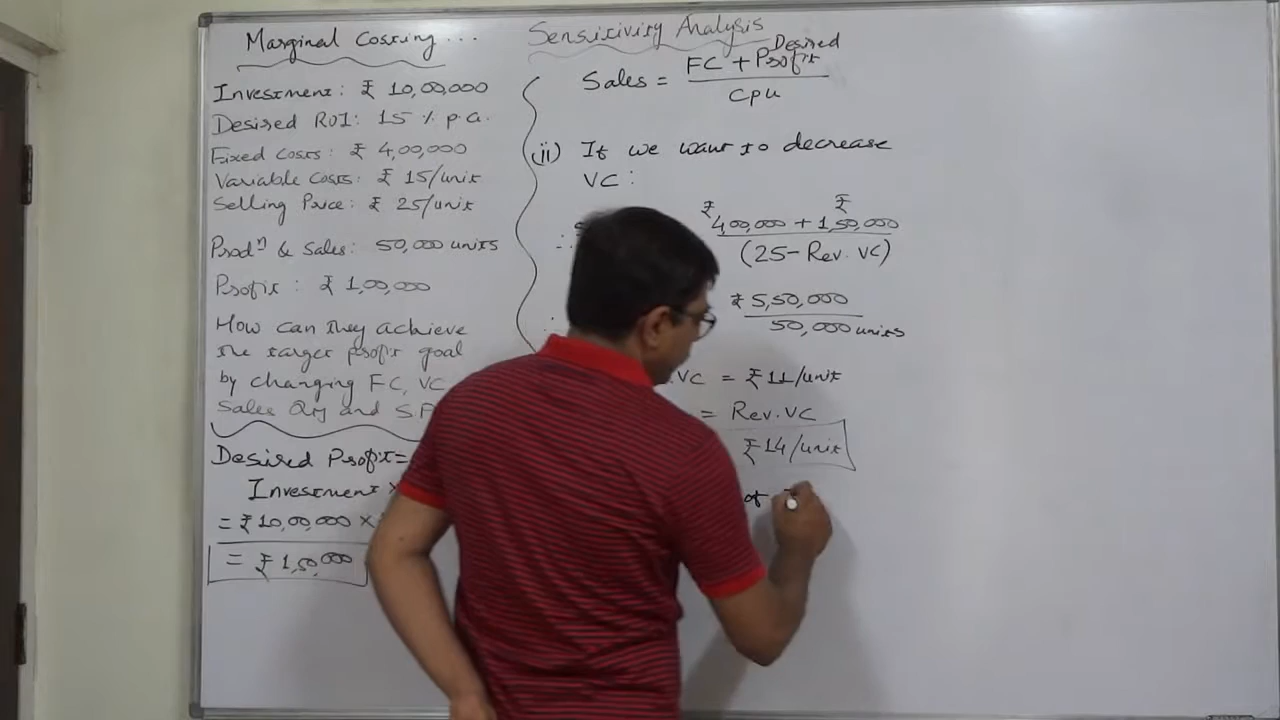 Marginal Costing...
Investment: ₹ 10,00,000
Desired ROI: 15 % p.a.
Fixed Costs: ₹ 4,00,000
Variable Costs: ₹ 15/unit
Selling Price: ₹ 25/unit
Prodⁿ & Sales: 50,000 units
Profit: ₹ 1,00,000
How can they achieve
the target profit goal
by changing FC, VC
Sales Qty and S.P
Desired Profit=
Investment ×
= ₹ 10,00,000 ×
= ₹ 1,50,000
Sensitivity Analysis
Sales = FC + Desired Profit
cpu
(ii) If we want to decrease
VC:
∴
₹ 4,00,000 + ₹ 1,50,000
(25- Rev. VC)
∴
₹ 5,50,000
50,000 units
.VC = ₹11/unit
= Rev. VC
₹14/unit
of